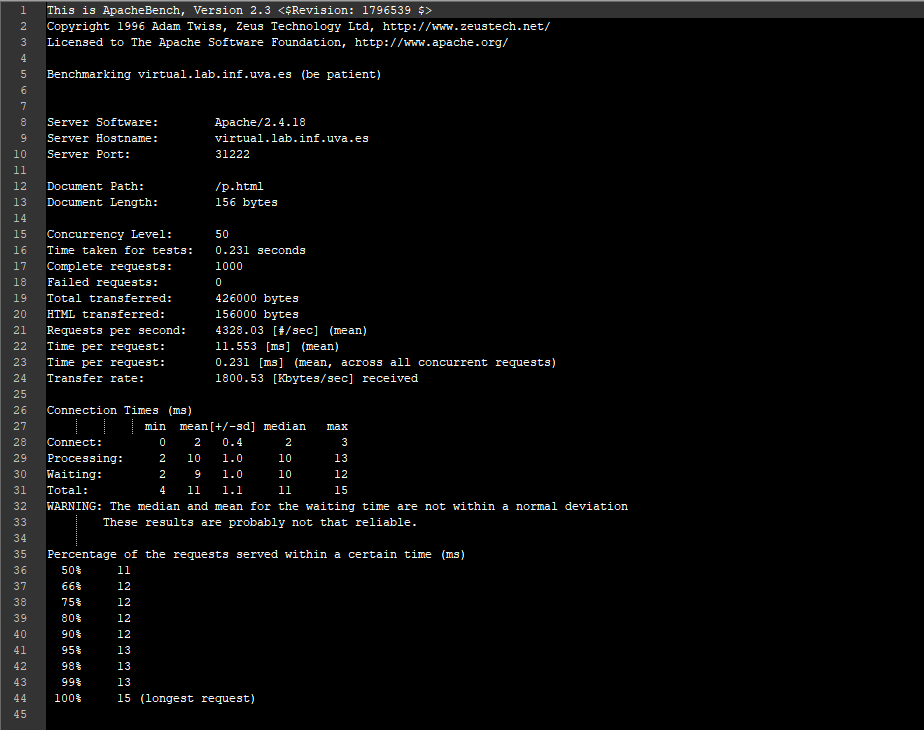 1 This is ApacheBench, Version 2.3 <$Revision: 1796539 $>
2 Copyright 1996 Adam Twiss, Zeus Technology Ltd, http://www.zeustech.net/
3 Licensed to The Apache Software Foundation, http://www.apache.org/
4
5 Benchmarking virtual.lab.inf.uva.es (be patient)
6
7
8 Server Software:        Apache/2.4.18
9 Server Hostname:        virtual.lab.inf.uva.es
10 Server Port:            31222
11
12 Document Path:          /p.html
13 Document Length:        156 bytes
14
15 Concurrency Level:      50
16 Time taken for tests:   0.231 seconds
17 Complete requests:      1000
18 Failed requests:        0
19 Total transferred:      426000 bytes
20 HTML transferred:       156000 bytes
21 Requests per second:    4328.03 [#/sec] (mean)
22 Time per request:       11.553 [ms] (mean)
23 Time per request:       0.231 [ms] (mean, across all concurrent requests)
24 Transfer rate:          1800.53 [Kbytes/sec] received
25
26 Connection Times (ms)
27               min  mean[+/-sd] median   max
28 Connect:        0    2   0.4      2       3
29 Processing:     2   10   1.0     10      13
30 Waiting:        2    9   1.0     10      12
31 Total:          4   11   1.1     11      15
32 WARNING: The median and mean for the waiting time are not within a normal deviation
33         These results are probably not that reliable.
34
35 Percentage of the requests served within a certain time (ms)
36   50%     11
37   66%     12
38   75%     12
39   80%     12
40   90%     12
41   95%     13
42   98%     13
43   99%     13
44  100%     15 (longest request)
45